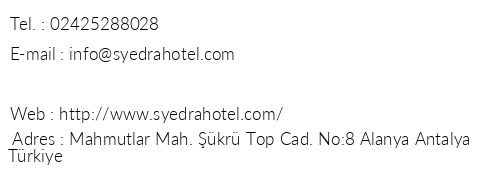 Tel. : 02425288028
E-mail : info@syedrahotel.com
Web : http://www.syedrahotel.com/
Adres : Mahmutlar Mah. Şükrü Top Cad. No:8 Alanya Antalya
Türkiye